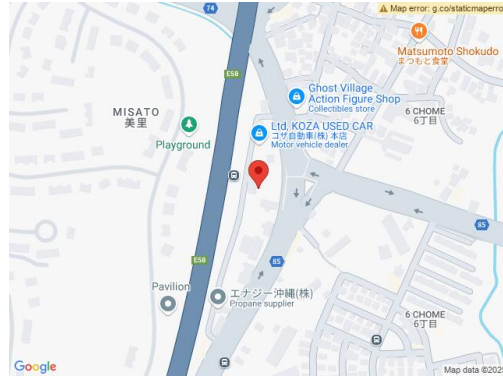 74
Map error: g.co/staticmaperro
E58
Matsumoto Shokudo
まつもと食堂
Ghost Village
Action Figure Shop
Collectibles store
MISATO
美里
6 CHOME
6丁目
Ltd, KOZA USED CAR
コザ自動車(株) 本店
Motor vehicle dealer
Playground
E58
85
85
Pavilion
エナジー沖縄(株)
Propane supplier
6 CHOME
6丁目
Google
Map data ©202